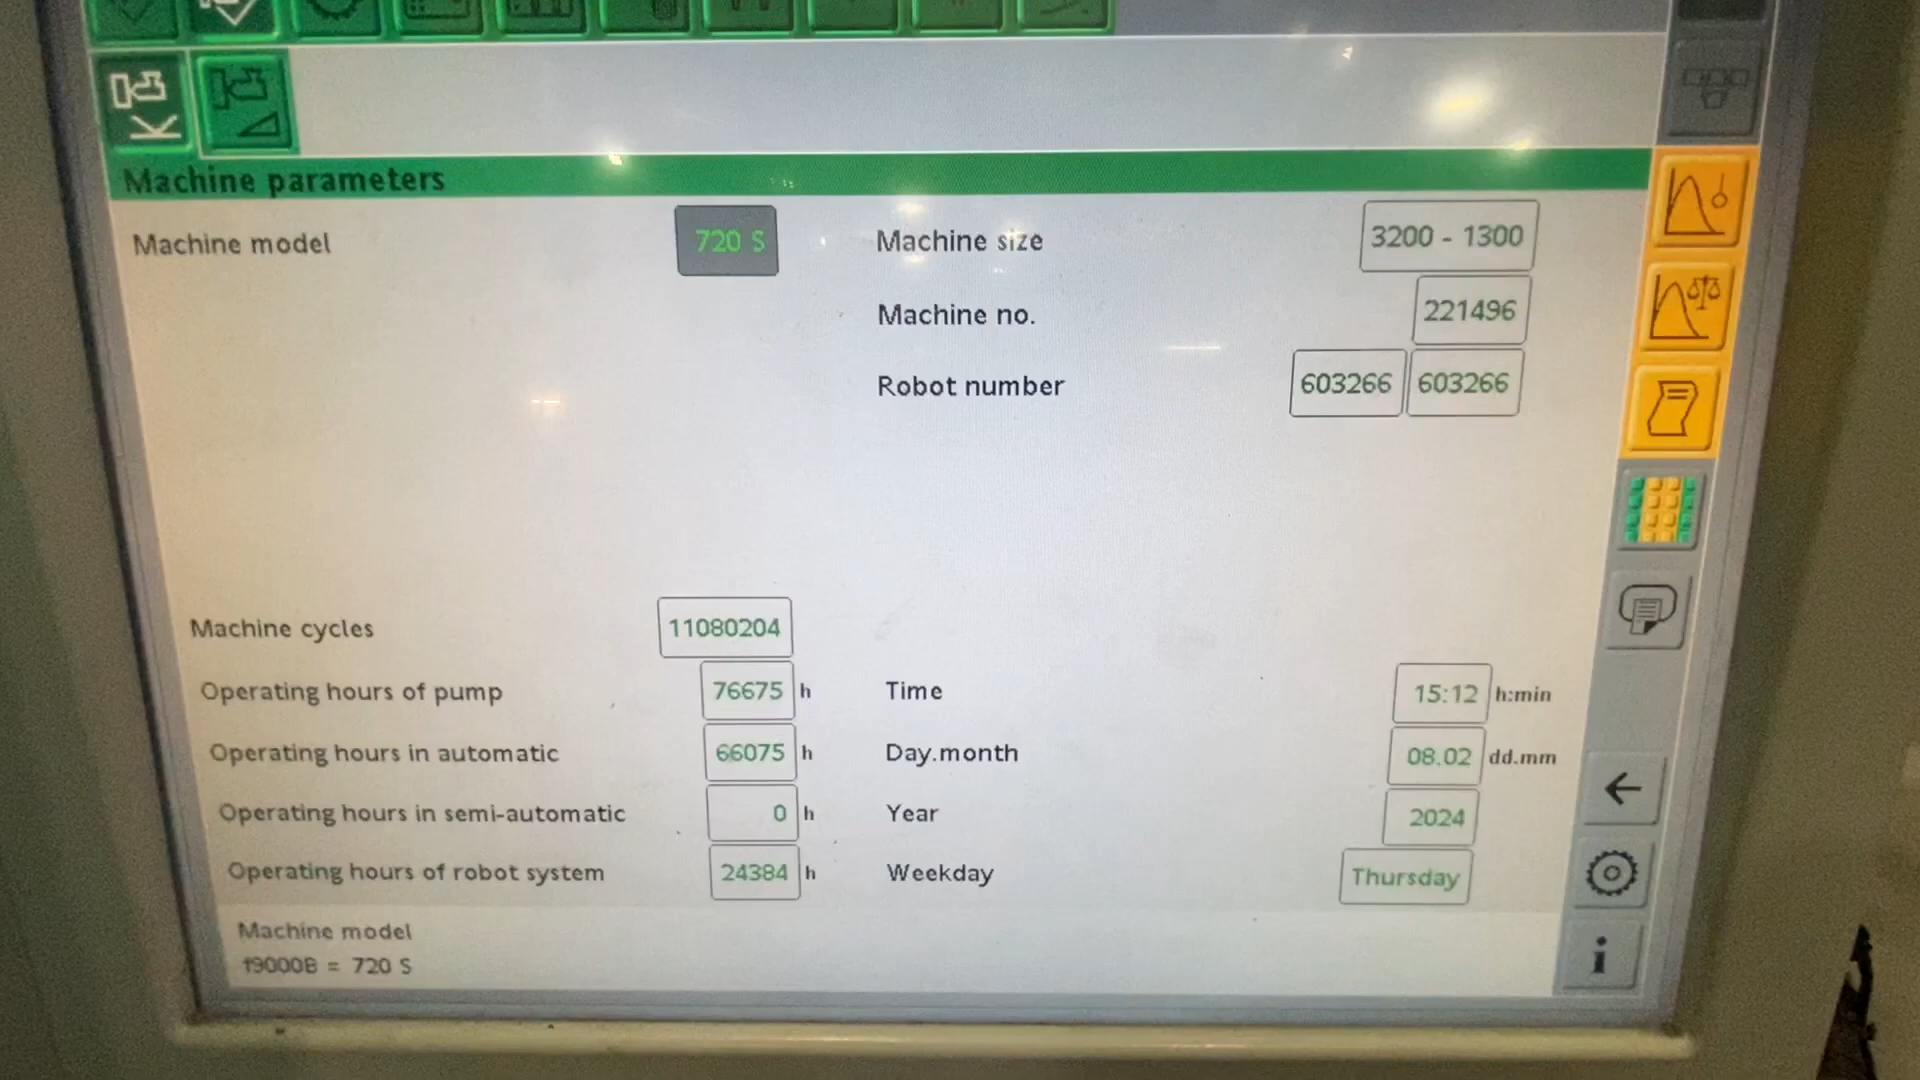 Machine parameters
Machine model 720 S Machine size 3200 - 1300
Machine no. 221496
Robot number 603266 603266
Machine cycles 11080204
Operating hours of pump 76675 h Time 15:12 h:min
Operating hours in automatic 66075 h Day.month 08.02 dd.mm
Operating hours in semi-automatic 0 h Year 2024
Operating hours of robot system 24384 h Weekday Thursday
Machine model
f9000B = 720 S